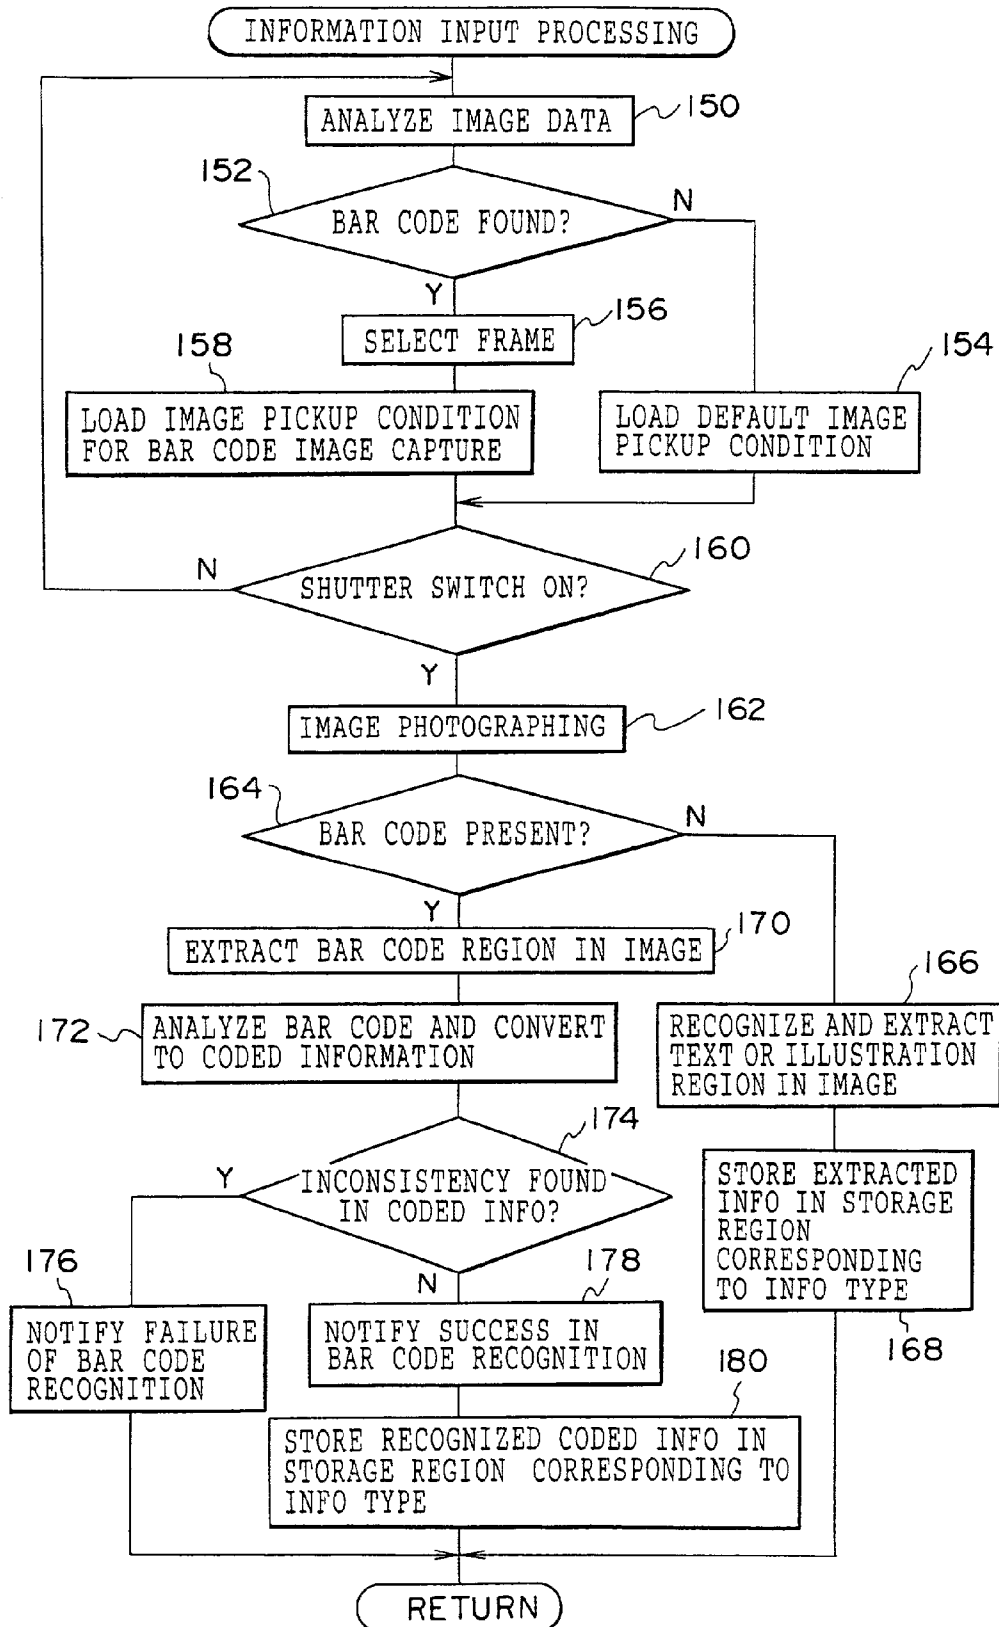 INFORMATION INPUT PROCESSING
ANALYZE IMAGE DATA
150
152
BAR CODE FOUND?
N
Y
SELECT FRAME
156
158
LOAD IMAGE PICKUP CONDITION
FOR BAR CODE IMAGE CAPTURE
154
LOAD DEFAULT IMAGE
PICKUP CONDITION
N
SHUTTER SWITCH ON?
160
Y
IMAGE PHOTOGRAPHING
162
164
BAR CODE PRESENT?
N
Y
EXTRACT BAR CODE REGION IN IMAGE
170
172
ANALYZE BAR CODE AND CONVERT
TO CODED INFORMATION
166
RECOGNIZE AND EXTRACT
TEXT OR ILLUSTRATION
REGION IN IMAGE
174
Y
INCONSISTENCY FOUND
IN CODED INFO?
N
STORE EXTRACTED
INFO IN STORAGE
REGION
CORRESPONDING
TO INFO TYPE
168
176
NOTIFY FAILURE
OF BAR CODE
RECOGNITION
178
NOTIFY SUCCESS IN
BAR CODE RECOGNITION
180
STORE RECOGNIZED CODED INFO IN
STORAGE REGION CORRESPONDING TO
INFO TYPE
RETURN